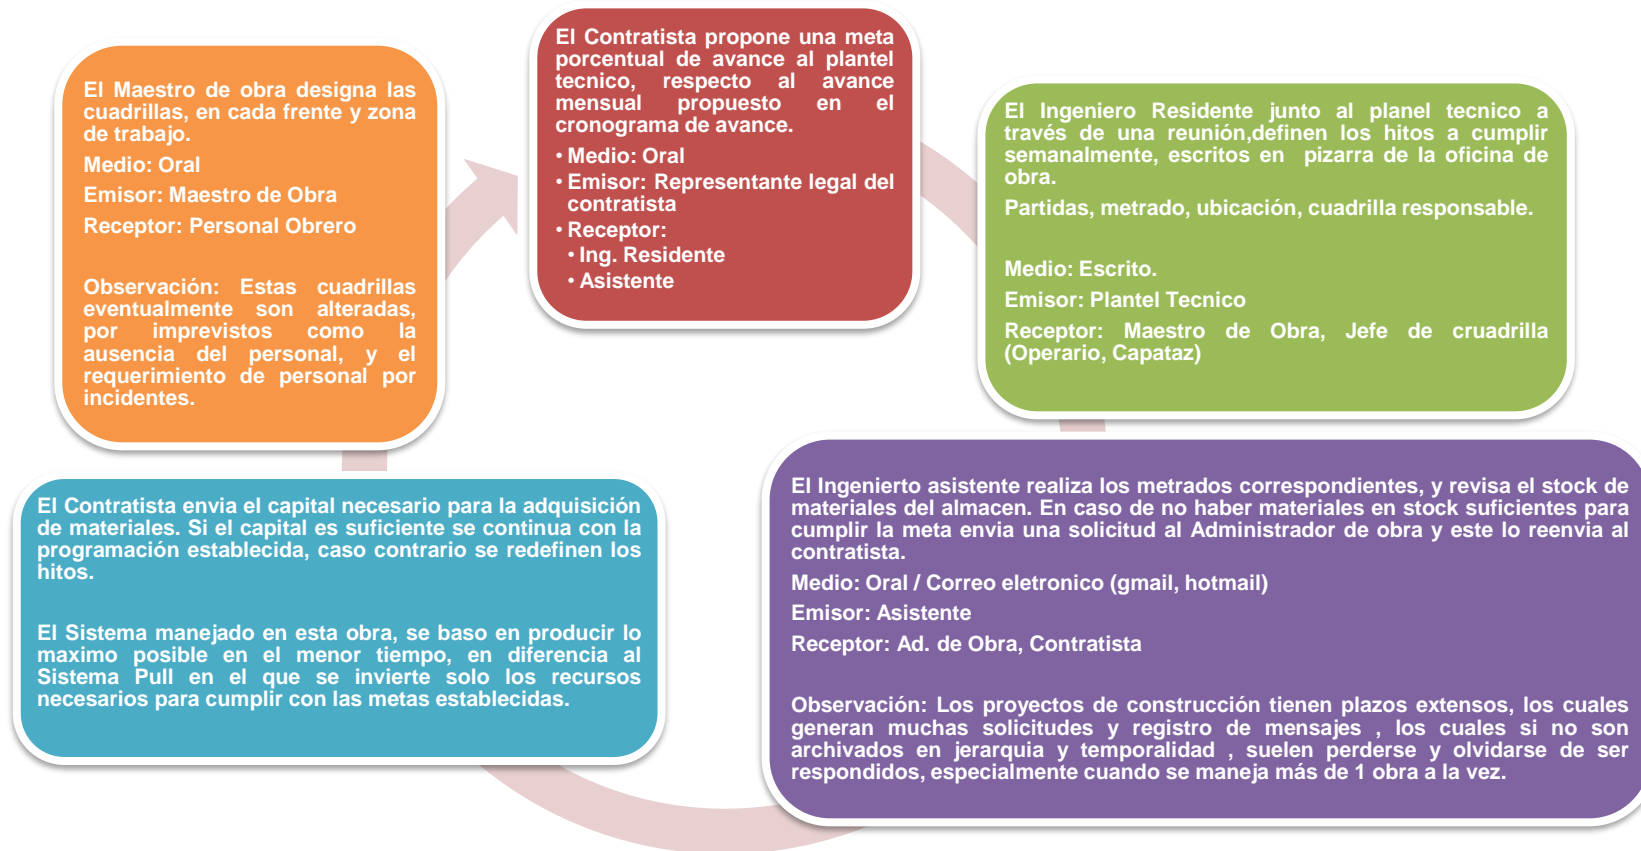 El Contratista propone una meta
porcentual de avance al plantel
tecnico, respecto al avance
mensual propuesto en el
cronograma de avance.
• Medio: Oral
• Emisor: Representante legal del
contratista
• Receptor:
• Ing. Residente
• Asistente
El Ingeniero Residente junto al planel tecnico a
través de una reunión,definen los hitos a cumplir
semanalmente, escritos en pizarra de la oficina de
obra.
Partidas, metrado, ubicación, cuadrilla responsable.
Medio: Escrito.
Emisor: Plantel Tecnico
Receptor: Maestro de Obra, Jefe de cruadrilla
(Operario, Capataz)
El Ingenierto asistente realiza los metrados correspondientes, y revisa el stock de
materiales del almacen. En caso de no haber materiales en stock suficientes para
cumplir la meta envia una solicitud al Administrador de obra y este lo reenvia al
contratista.
Medio: Oral / Correo eletronico (gmail, hotmail)
Emisor: Asistente
Receptor: Ad. de Obra, Contratista
Observación: Los proyectos de construcción tienen plazos extensos, los cuales
generan muchas solicitudes y registro de mensajes , los cuales si no son
archivados en jerarquia y temporalidad , suelen perderse y olvidarse de ser
respondidos, especialmente cuando se maneja más de 1 obra a la vez.
El Contratista envia el capital necesario para la adquisición
de materiales. Si el capital es suficiente se continua con la
programación establecida, caso contrario se redefinen los
hitos.
El Sistema manejado en esta obra, se baso en producir lo
maximo posible en el menor tiempo, en diferencia al
Sistema Pull en el que se invierte solo los recursos
necesarios para cumplir con las metas establecidas.
El Maestro de obra designa las
cuadrillas, en cada frente y zona
de trabajo.
Medio: Oral
Emisor: Maestro de Obra
Receptor: Personal Obrero
Observación: Estas cuadrillas
eventualmente son alteradas,
por imprevistos como la
ausencia del personal, y el
requerimiento de personal por
incidentes.